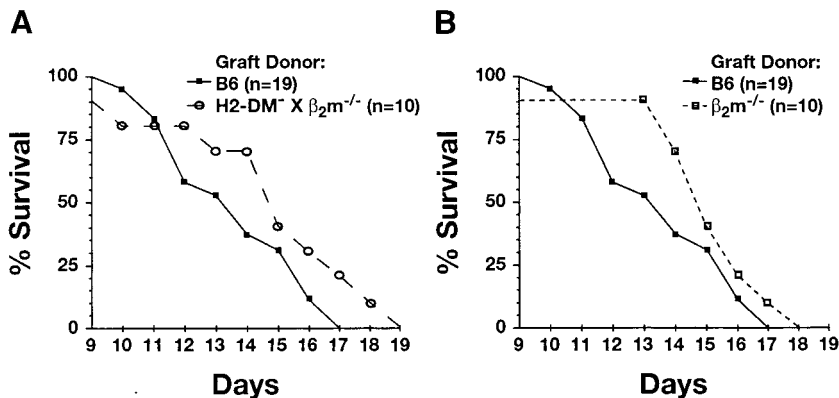 A
Graft Donor:
B6 (n=19)
H2-DM⁻ X β₂m⁻/⁻ (n=10)
100
75
50
25
0
% Survival
9 10 11 12 13 14 15 16 17 18 19
Days
B
Graft Donor:
B6 (n=19)
β₂m⁻/⁻ (n=10)
100
75
50
25
0
% Survival
9 10 11 12 13 14 15 16 17 18 19
Days